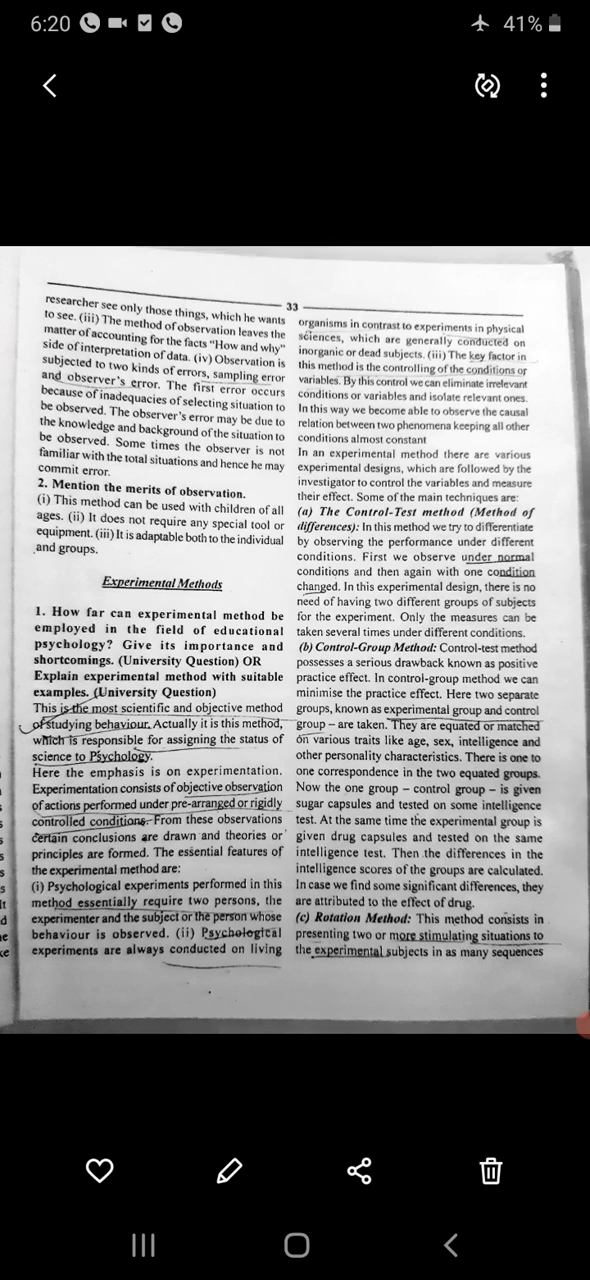 6:20
41%
33
researcher see only those things, which he wants
to see. (iii) The method of observation leaves the
matter of accounting for the facts "How and why"
side of interpretation of data. (iv) Observation is
subjected to two kinds of errors, sampling error
and observer's error. The first error occurs
because of inadequacies of selecting situation to
be observed. The observer's error may be due to
the knowledge and background of the situation to
be observed. Some times the observer is not
familiar with the total situations and hence he may
commit error.
2. Mention the merits of observation.
(i) This method can be used with children of all
ages. (ii) It does not require any special tool or
equipment. (iii) It is adaptable both to the individual
and groups.
Experimental Methods
1. How far can experimental method be
employed in the field of educational
psychology? Give its importance and
shortcomings. (University Question) OR
Explain experimental method with suitable
examples. (University Question)
This is the most scientific and objective method
of studying behaviour. Actually it is this method,
which is responsible for assigning the status of
science to Psychology.
Here the emphasis is on experimentation.
Experimentation consists of objective observation
of actions performed under pre-arranged or rigidly
controlled conditions. From these observations
certain conclusions are drawn and theories or
principles are formed. The essential features of
the experimental method are:
(i) Psychological experiments performed in this
method essentially require two persons, the
experimenter and the subject or the person whose
behaviour is observed. (ii) Psychological
experiments are always conducted on living
organisms in contrast to experiments in physical
sciences, which are generally conducted on
inorganic or dead subjects. (iii) The key factor in
this method is the controlling of the conditions or
variables. By this control we can eliminate irrelevant
conditions or variables and isolate relevant ones.
In this way we become able to observe the causal
relation between two phenomena keeping all other
conditions almost constant
In an experimental method there are various
experimental designs, which are followed by the
investigator to control the variables and measure
their effect. Some of the main techniques are:
(a) The Control-Test method (Method of
differences): In this method we try to differentiate
by observing the performance under different
conditions. First we observe under normal
conditions and then again with one condition
changed. In this experimental design, there is no
need of having two different groups of subjects
for the experiment. Only the measures can be
taken several times under different conditions.
(b) Control-Group Method: Control-test method
possesses a serious drawback known as positive
practice effect. In control-group method we can
minimise the practice effect. Here two separate
groups, known as experimental group and control
group – are taken. They are equated or matched
on various traits like age, sex, intelligence and
other personality characteristics. There is one to
one correspondence in the two equated groups.
Now the one group – control group – is given
sugar capsules and tested on some intelligence
test. At the same time the experimental group is
given drug capsules and tested on the same
intelligence test. Then the differences in the
intelligence scores of the groups are calculated.
In case we find some significant differences, they
are attributed to the effect of drug.
(c) Rotation Method: This method consists in
presenting two or more stimulating situations to
the experimental subjects in as many sequences